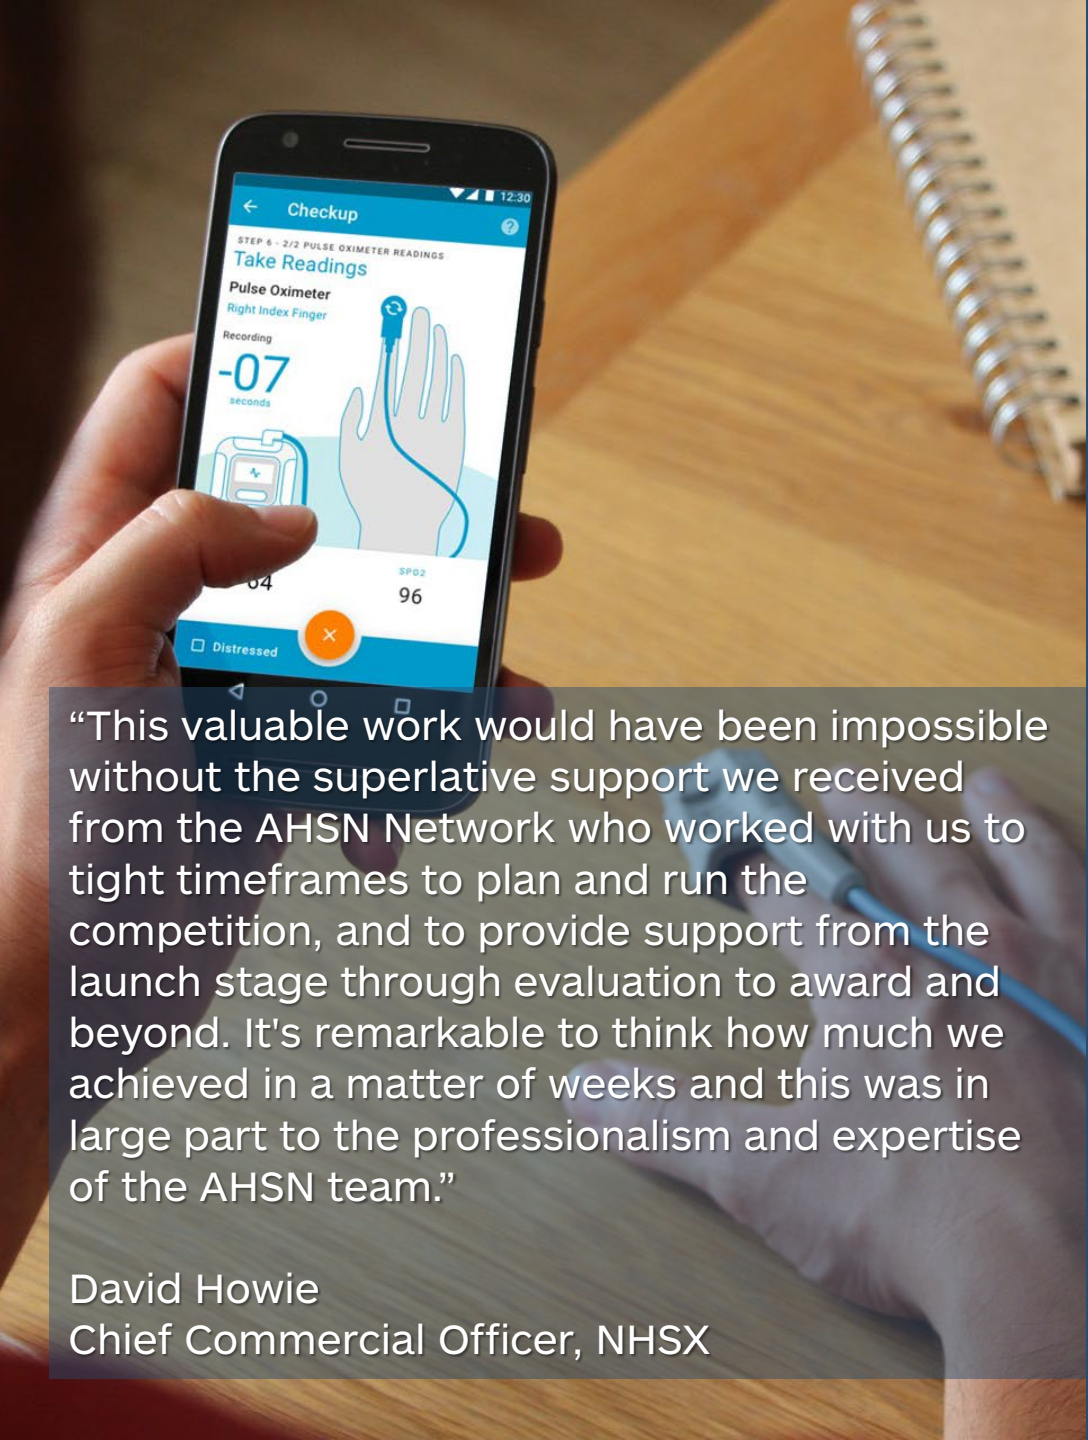 12:30
Checkup
?
STEP 6 - 2/2 PULSE OXIMETER READINGS
Take Readings
Pulse Oximeter
Right Index Finger
Recording
-07
seconds
SPO2
96
Distressed
“This valuable work would have been impossible
without the superlative support we received
from the AHSN Network who worked with us to
tight timeframes to plan and run the
competition, and to provide support from the
launch stage through evaluation to award and
beyond. It's remarkable to think how much we
achieved in a matter of weeks and this was in
large part to the professionalism and expertise
of the AHSN team.”
David Howie
Chief Commercial Officer, NHSX